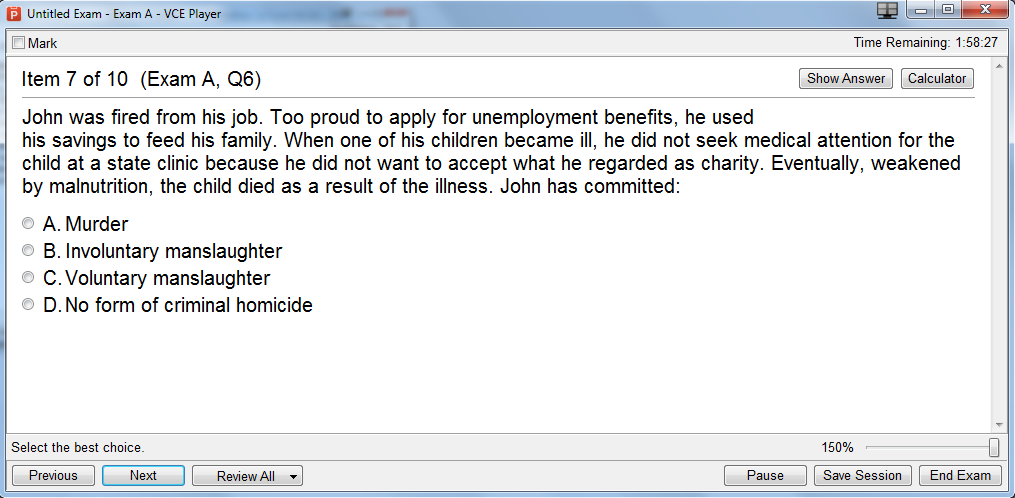 Untitled Exam - Exam A - VCE Player
Mark
Time Remaining: 1:58:27
Item 7 of 10 (Exam A, Q6)
Show Answer
Calculator
John was fired from his job. Too proud to apply for unemployment benefits, he used
his savings to feed his family. When one of his children became ill, he did not seek medical attention for the
child at a state clinic because he did not want to accept what he regarded as charity. Eventually, weakened
by malnutrition, the child died as a result of the illness. John has committed:
A. Murder
B. Involuntary manslaughter
C. Voluntary manslaughter
D. No form of criminal homicide
Select the best choice.
150%
Previous
Next
Review All
Pause
Save Session
End Exam